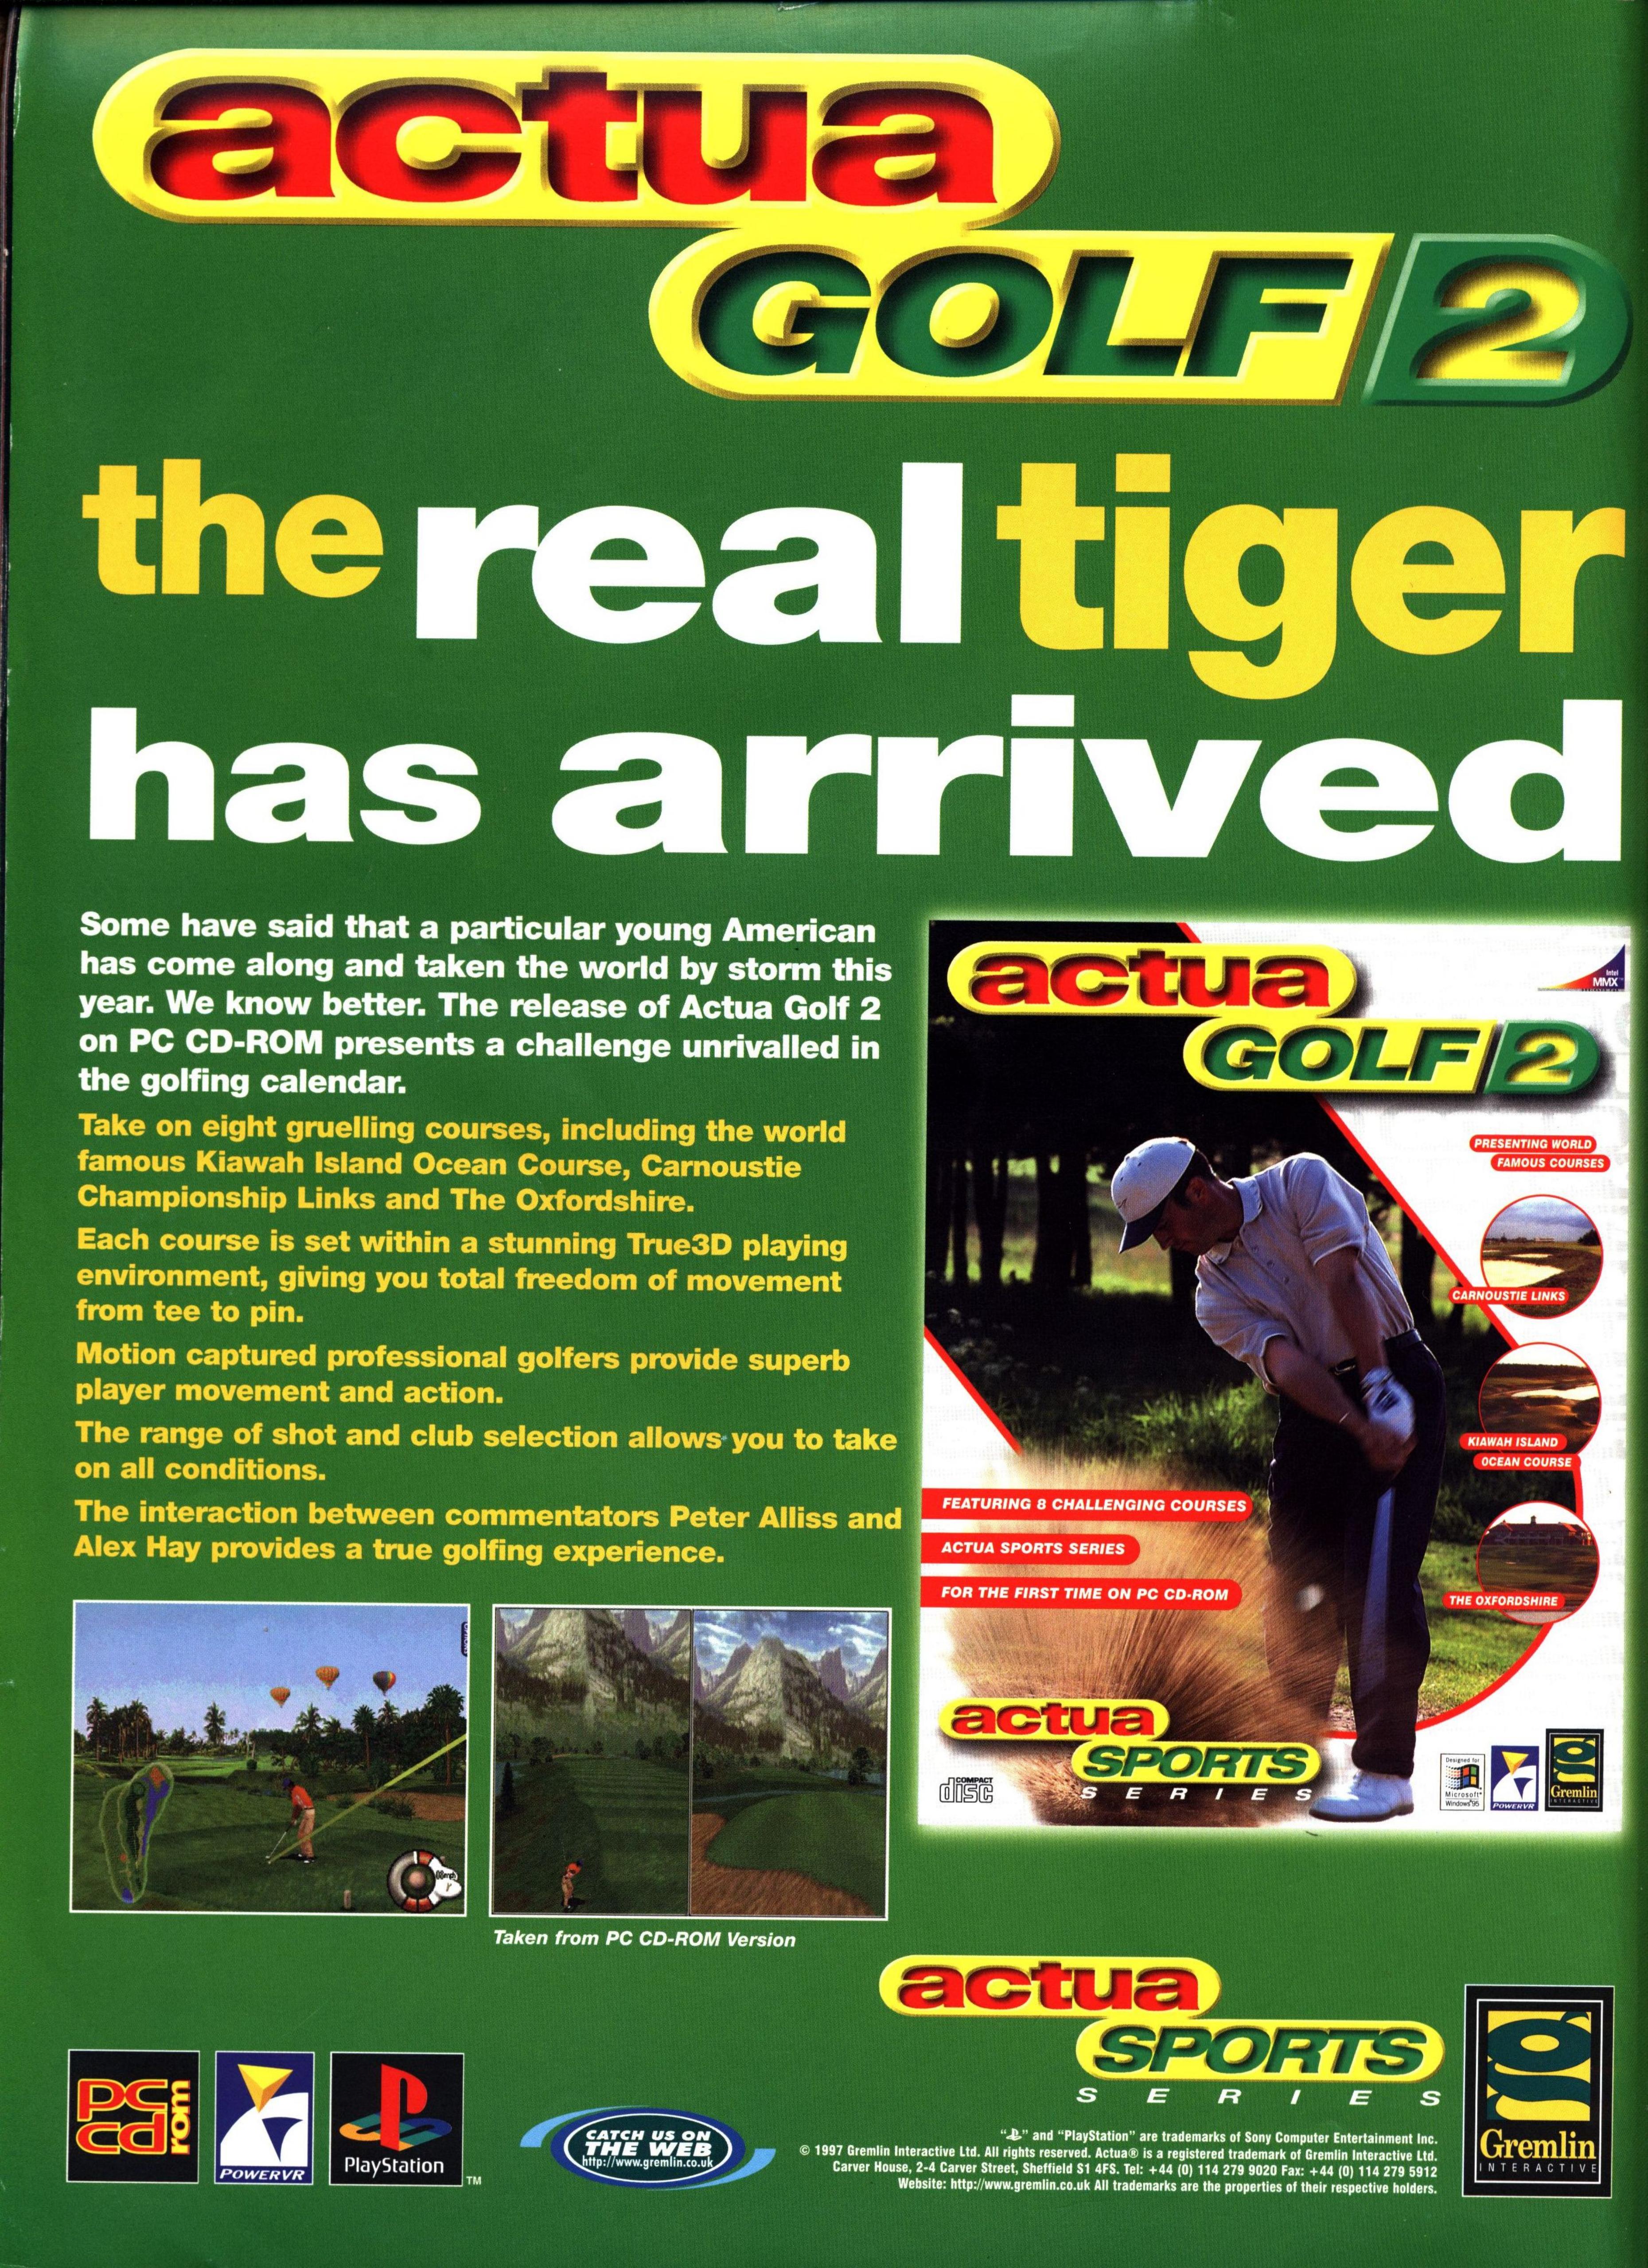 actua
GOLF 2
the real tiger
has arrived
Some have said that a particular young American
has come along and taken the world by storm this
year. We know better. The release of Actua Golf 2
on PC CD-ROM presents a challenge unrivalled in
the golfing calendar.
Take on eight gruelling courses, including the world
famous Kiawah Island Ocean Course, Carnoustie
Championship Links and The Oxfordshire.
Each course is set within a stunning True3D playing
environment, giving you total freedom of movement
from tee to pin.
Motion captured professional golfers provide superb
player movement and action.
The range of shot and club selection allows you to take
on all conditions.
The interaction between commentators Peter Alliss and
Alex Hay provides a true golfing experience.
Taken from PC CD-ROM Version
actua
GOLF 2
Intel
MMX
PRESENTING WORLD
FAMOUS COURSES
CARNOUSTIE LINKS
KIAWAH ISLAND
OCEAN COURSE
THE OXFORDSHIRE
FEATURING 8 CHALLENGING COURSES
ACTUA SPORTS SERIES
FOR THE FIRST TIME ON PC CD-ROM
actua
SPORTS
SERIES
COMPACT
disc
Designed for
Microsoft®
Windows®95
POWERVR
Gremlin
INTERACTIVE
actua
SPORTS
SERIES
PC
cd rom
POWERVR
PlayStation
TM
CATCH US ON
THE WEB
http://www.gremlin.co.uk
" " and "PlayStation" are trademarks of Sony Computer Entertainment Inc.
© 1997 Gremlin Interactive Ltd. All rights reserved. Actua® is a registered trademark of Gremlin Interactive Ltd.
Carver House, 2-4 Carver Street, Sheffield S1 4FS. Tel: +44 (0) 114 279 9020 Fax: +44 (0) 114 279 5912
Website: http://www.gremlin.co.uk All trademarks are the properties of their respective holders.
Gremlin
INTERACTIVE